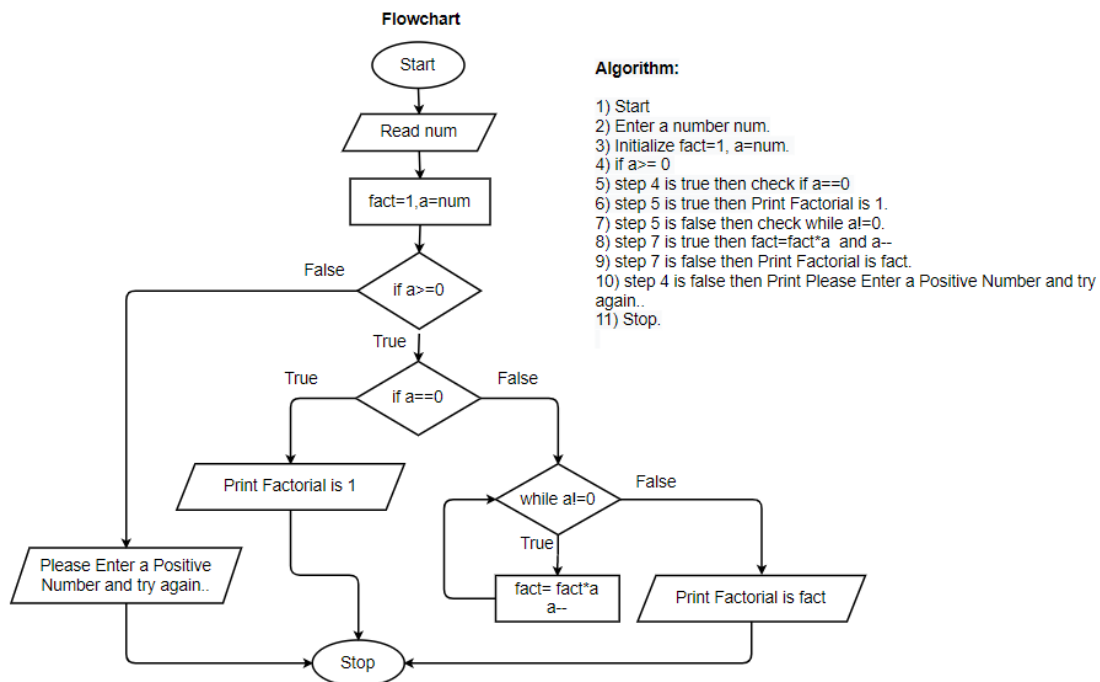 Flowchart
Start
Read num
fact=1,a=num
False
if a>=0
True
True
if a==0
False
Print Factorial is 1
while a!=0
False
True
Please Enter a Positive
Number and try again..
fact= fact*a
a--
Print Factorial is fact
Stop
Algorithm:
1) Start
2) Enter a number num.
3) Initialize fact=1, a=num.
4) if a>= 0
5) step 4 is true then check if a==0
6) step 5 is true then Print Factorial is 1.
7) step 5 is false then check while a!=0.
8) step 7 is true then fact=fact*a  and a--
9) step 7 is false then Print Factorial is fact.
10) step 4 is false then Print Please Enter a Positive Number and try
again..
11) Stop.